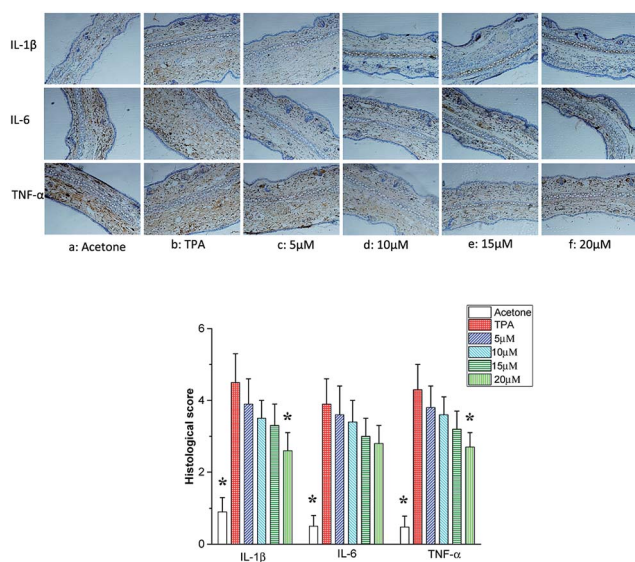 IL-1β
IL-6
TNF-α
a: Acetone b: TPA c: 5μM d: 10μM e: 15μM f: 20μM
Acetone
TPA
5μM
10μM
15μM
20μM
6
4
2
0
Histological score
* * * * *
IL-1β IL-6 TNF-α